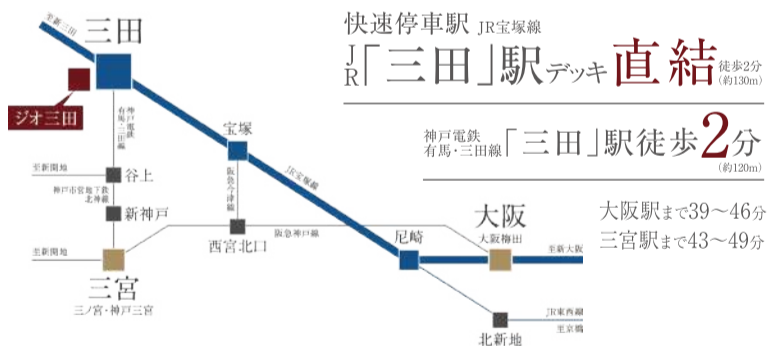 至新三田
三田
ジオ三田
神戸電鉄
有馬・三田線
宝塚
JR宝塚線
阪急今津線
至新開地
谷上
神戸市営地下鉄
北神線
新神戸
至新開地
三宮
三ノ宮・神戸三宮
西宮北口
阪急神戸線
尼崎
大阪
大阪梅田
至新大阪
北新地
JR東西線
至京橋
快速停車駅 JR宝塚線
JR「三田」駅デッキ直結 徒歩2分
(約130m)
神戸電鉄
有馬・三田線「三田」駅徒歩2分
(約120m)
大阪駅まで39～46分
三宮駅まで43～49分